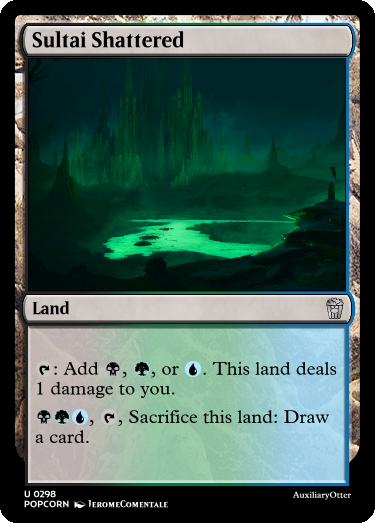 Sultai Shattered
Land
: Add , , or . This land deals
1 damage to you.
, , Sacrifice this land: Draw
a card.
U 0298
POPCORN JEROMECOMENTALE
AuxiliaryOtter